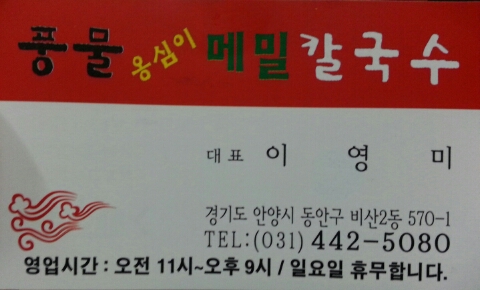 풍물 옹심이 메밀 칼국수
대표 이 영 미
경기도 안양시 동안구 비산2동 570-1
TEL:(031) 442-5080
영업시간 : 오전 11시~오후 9시 / 일요일 휴무합니다.